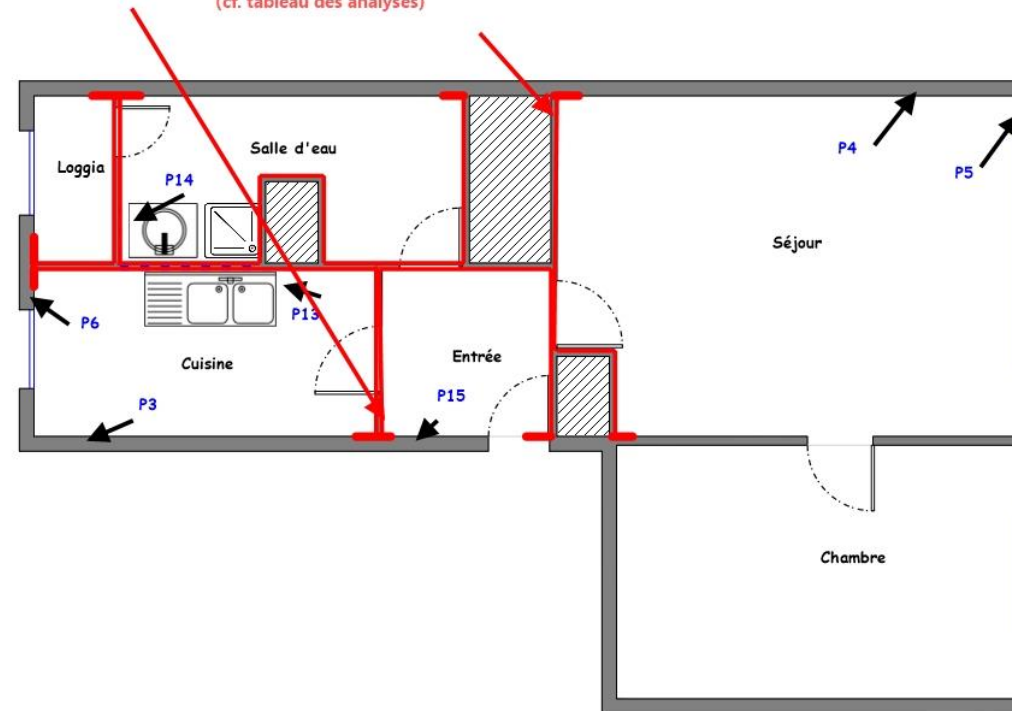 (cf. tableau des analyses)
P4
Salle d'eau
Loggia
P14
P5
Séjour
P13
P6
Entrée
Cuisine
P15
P3
Chambre